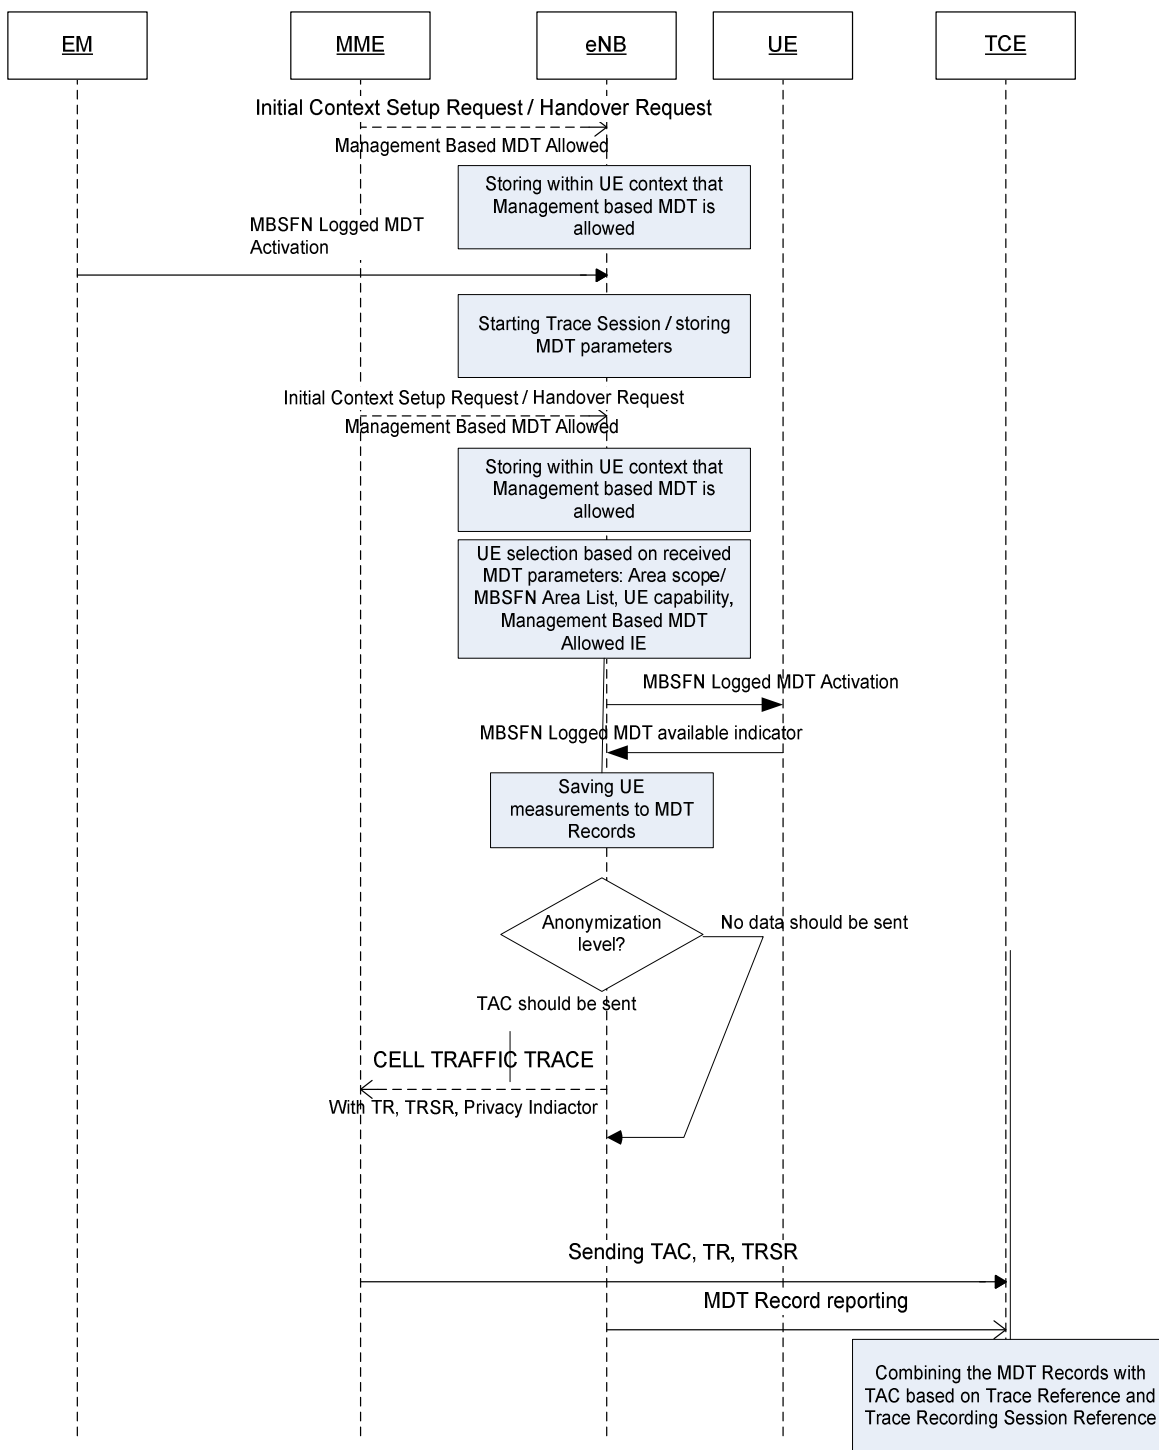 EM
MME
eNB
UE
TCE
Initial Context Setup Request / Handover Request
Management Based MDT Allowed
Storing within UE context that
Management based MDT is
allowed
MBSFN Logged MDT
Activation
Starting Trace Session / storing
MDT parameters
Initial Context Setup Request / Handover Request
Management Based MDT Allowed
Storing within UE context that
Management based MDT is
allowed
UE selection based on received
MDT parameters: Area scope/
MBSFN Area List, UE capability,
Management Based MDT
Allowed IE
MBSFN Logged MDT Activation
MBSFN Logged MDT available indicator
Saving UE
measurements to MDT
Records
Anonymization
level?
No data should be sent
TAC should be sent
CELL TRAFFIC TRACE
With TR, TRSR, Privacy Indiactor
Sending TAC, TR, TRSR
MDT Record reporting
Combining the MDT Records with
TAC based on Trace Reference and
Trace Recording Session Reference